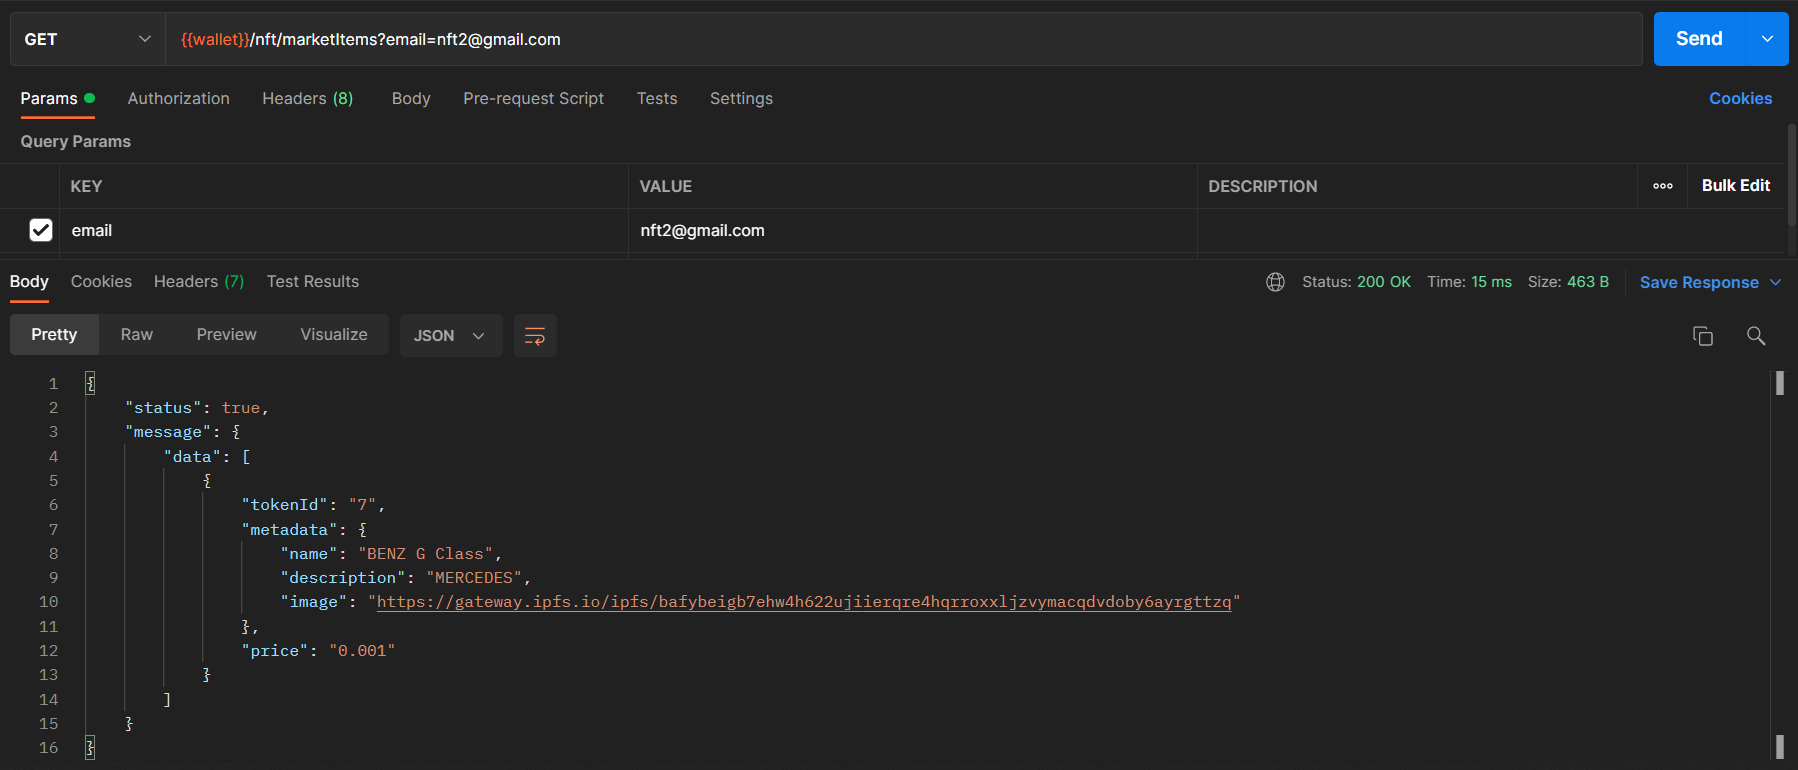 GET {{wallet}}/nft/marketItems?email=nft2@gmail.com Send
Params Authorization Headers (8) Body Pre-request Script Tests Settings Cookies
Query Params
KEY VALUE DESCRIPTION ooo Bulk Edit
email nft2@gmail.com
Body Cookies Headers (7) Test Results Status: 200 OK Time: 15 ms Size: 463 B Save Response
Pretty Raw Preview Visualize JSON
1 {
2 "status": true,
3 "message": {
4 "data": [
5 {
6 "tokenId": "7",
7 "metadata": {
8 "name": "BENZ G Class",
9 "description": "MERCEDES",
10 "image": "https://gateway.ipfs.io/ipfs/bafybeigb7ehw4h622ujiierqre4hqrroxxljzvymacqdvdoby6ayrgttzq"
11 },
12 "price": "0.001"
13 }
14 ]
15 }
16 }